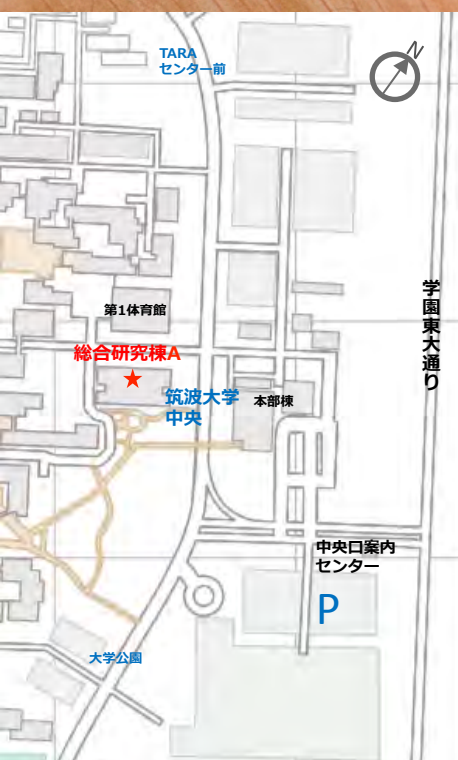 TARA
センター前
N
学園東大通り
第1体育館
総合研究棟A
筑波大学
中央
本部棟
中央口案内
センター
P
大学公園